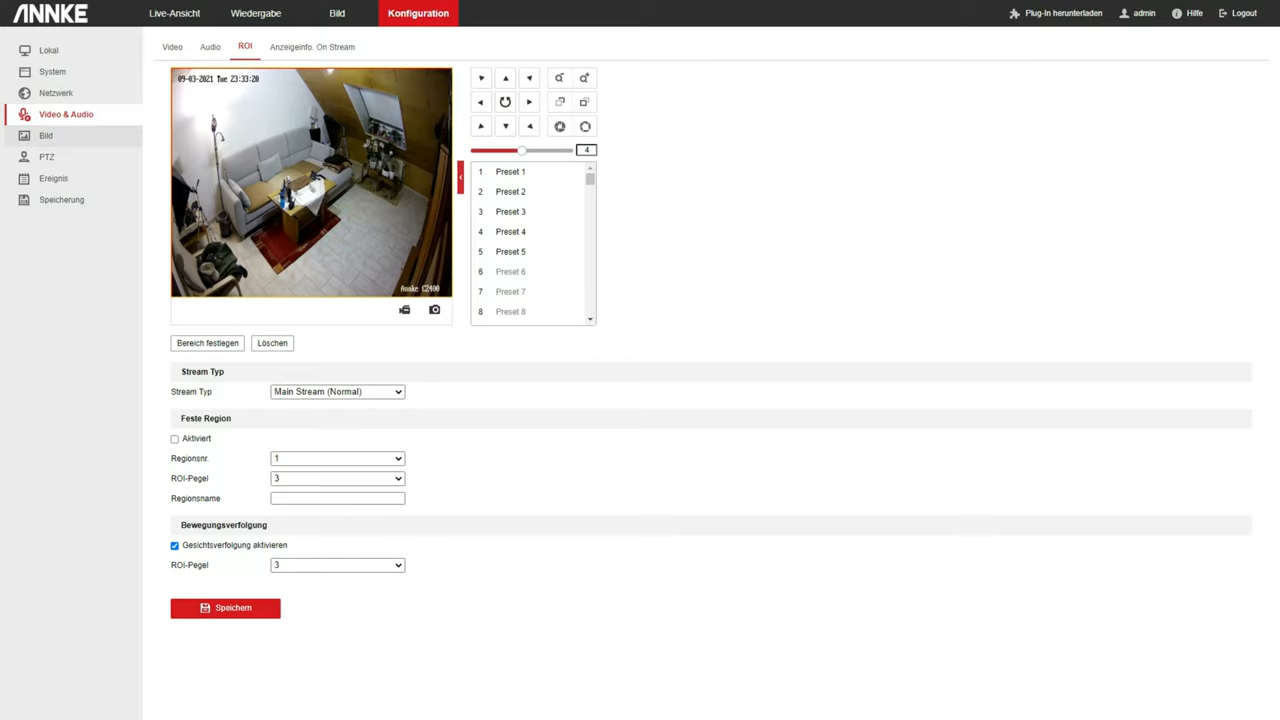 ANNKE
Live-Ansicht
Wiedergabe
Bild
Konfiguration
Plug-In herunterladen
admin
Hilfe
Logout
Lokal
System
Netzwerk
Video & Audio
Bild
PTZ
Ereignis
Speicherung
Video
Audio
ROI
Anzeigeinfo. On Stream
09-03-2021 Tue 23:33:20
Annke CZ400
4
1 Preset 1
2 Preset 2
3 Preset 3
4 Preset 4
5 Preset 5
6 Preset 6
7 Preset 7
8 Preset 8
Bereich festlegen
Löschen
Stream Typ
Stream Typ Main Stream (Normal)
Feste Region
Aktiviert
Regionsnr. 1
ROI-Pegel 3
Regionsname
Bewegungsverfolgung
Gesichtsverfolgung aktivieren
ROI-Pegel 3
Speichern